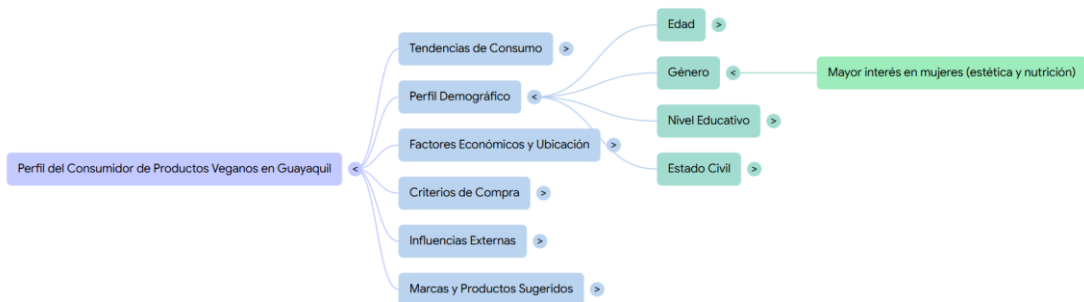 Perfil del Consumidor de Productos Veganos en Guayaquil
<
Tendencias de Consumo
>
Perfil Demográfico
<
Factores Económicos y Ubicación
>
Criterios de Compra
>
Influencias Externas
>
Marcas y Productos Sugeridos
>
Edad
>
Género
<
Mayor interés en mujeres (estética y nutrición)
Nivel Educativo
>
Estado Civil
>